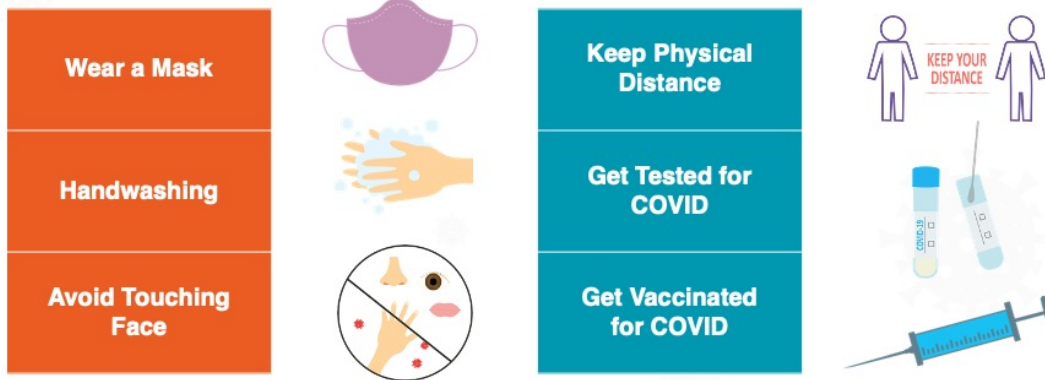 Wear a Mask
Handwashing
Avoid Touching
Face
Keep Physical
Distance
KEEP YOUR
DISTANCE
Get Tested for
COVID
COVID-19
Get Vaccinated
for COVID